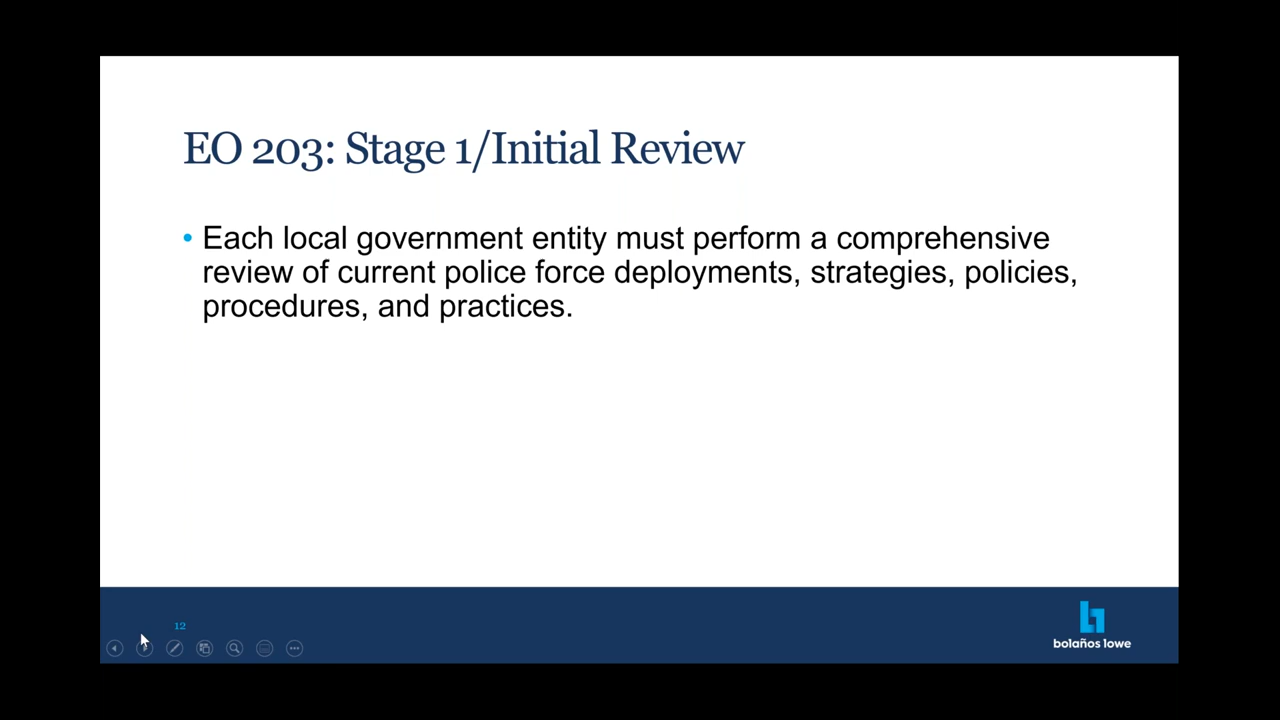 EO 203: Stage 1/Initial Review
• Each local government entity must perform a comprehensive
review of current police force deployments, strategies, policies,
procedures, and practices.
12
bolaños lowe